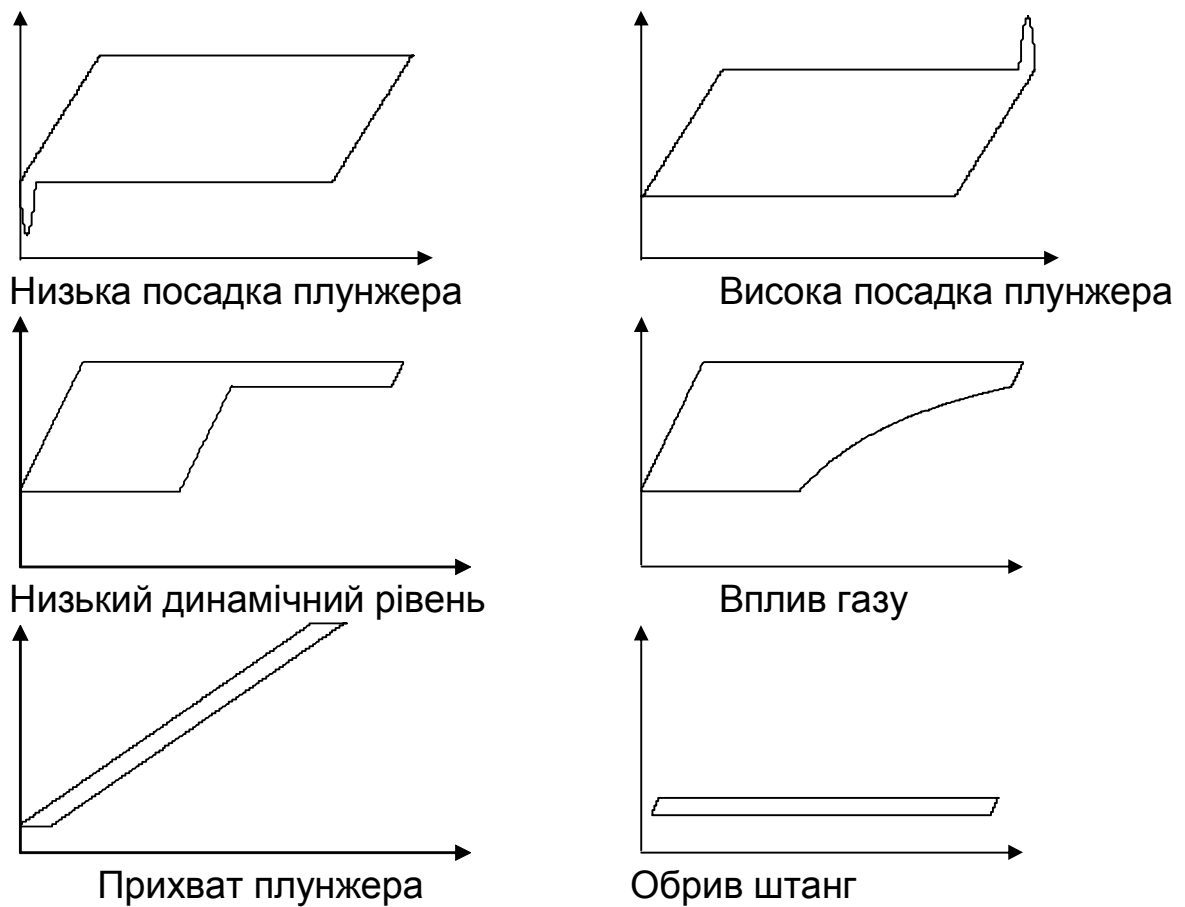 Низька посадка плунжера
Висока посадка плунжера
Низький динамічний рівень
Вплив газу
Прихват плунжера
Обрив штанг